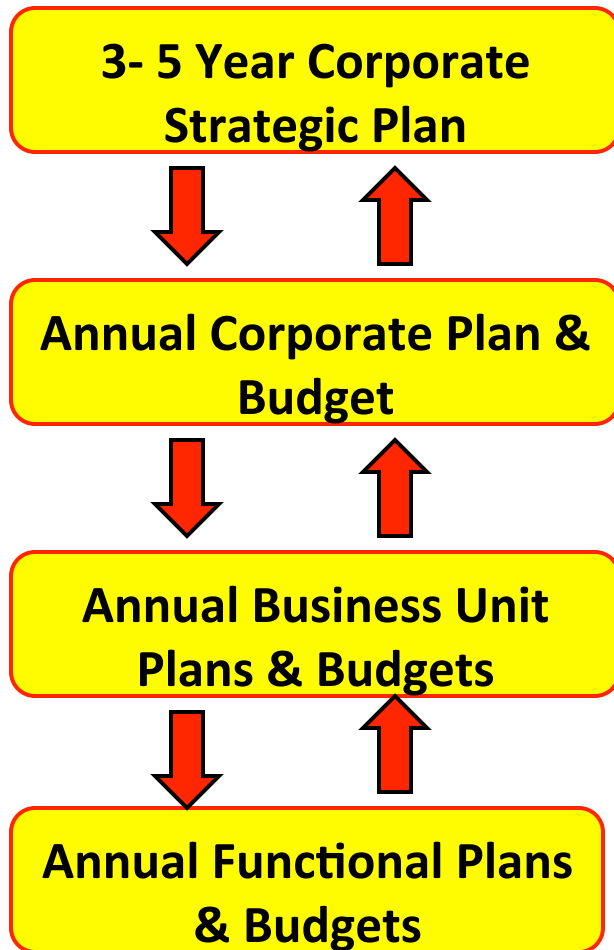 3- 5 Year Corporate
Strategic Plan
Annual Corporate Plan &
Budget
Annual Business Unit
Plans & Budgets
Annual Functional Plans
& Budgets